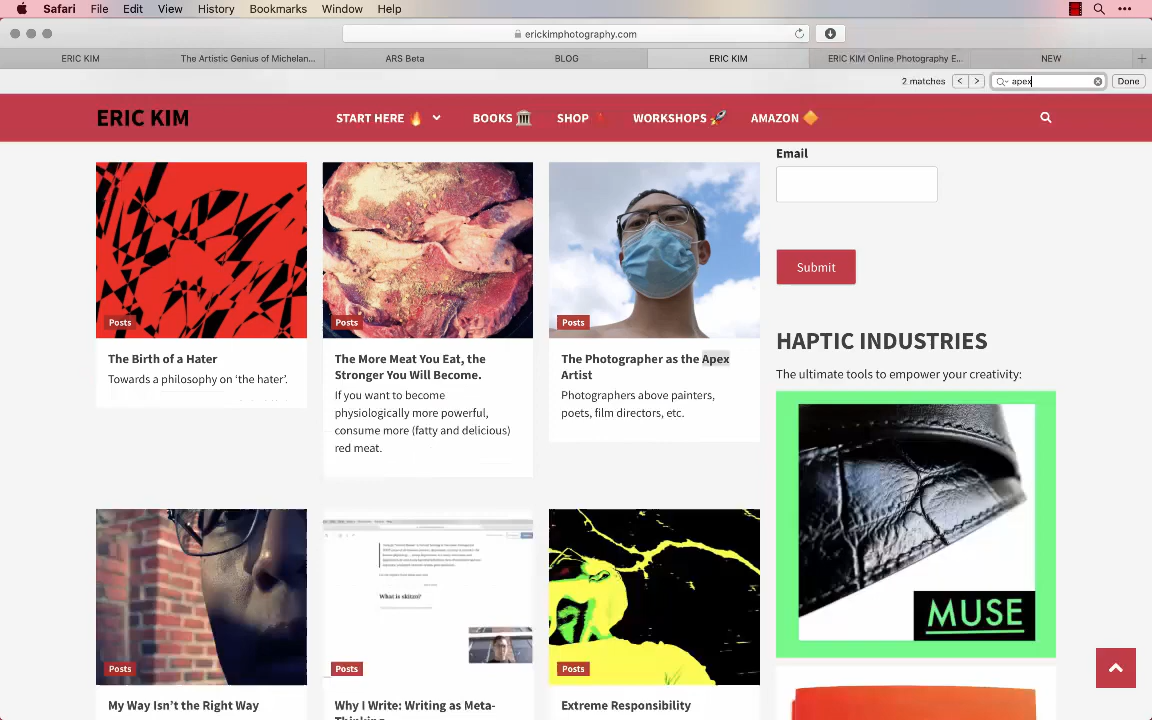 Safari File Edit View History Bookmarks Window Help
erickimphotography.com
ERIC KIM
The Artistic Genius of Michelan...
ARS Beta
BLOG
ERIC KIM
ERIC KIM Online Photography E...
NEW
2 matches
apex
Done
ERIC KIM
START HERE 🔥
BOOKS 🏛
SHOP
WORKSHOPS 🚀
AMAZON 🔶
Posts
The Birth of a Hater
Towards a philosophy on ‘the hater’.
Posts
The More Meat You Eat, the
Stronger You Will Become.
If you want to become
physiologically more powerful,
consume more (fatty and delicious)
red meat.
Posts
The Photographer as the Apex
Artist
Photographers above painters,
poets, film directors, etc.
Email
Submit
HAPTIC INDUSTRIES
The ultimate tools to empower your creativity:
MUSE
Posts
My Way Isn’t the Right Way
What is skitzo?
Posts
Why I Write: Writing as Meta-
Posts
Extreme Responsibility